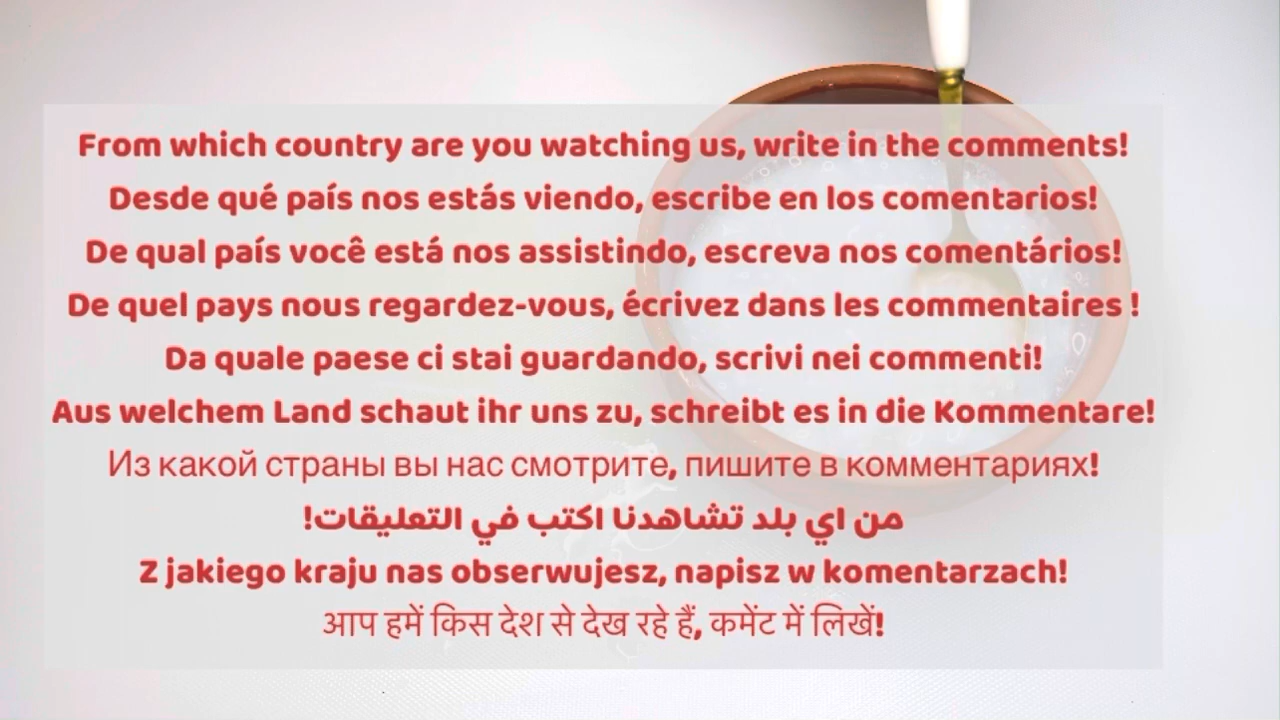 From which country are you watching us, write in the comments!
Desde qué país nos estás viendo, escribe en los comentarios!
De qual país você está nos assistindo, escreva nos comentários!
De quel pays nous regardez-vous, écrivez dans les commentaires !
Da quale paese ci stai guardando, scrivi nei commenti!
Aus welchem Land schaut ihr uns zu, schreibt es in die Kommentare!
Из какой страны вы нас смотрите, пишите в комментариях!
من اي بلد تشاهدنا اكتب في التعليقات!
Z jakiego kraju nas obserwujesz, napisz w komentarzach!
आप हमें किस देश से देख रहे हैं, कमेंट में लिखें!